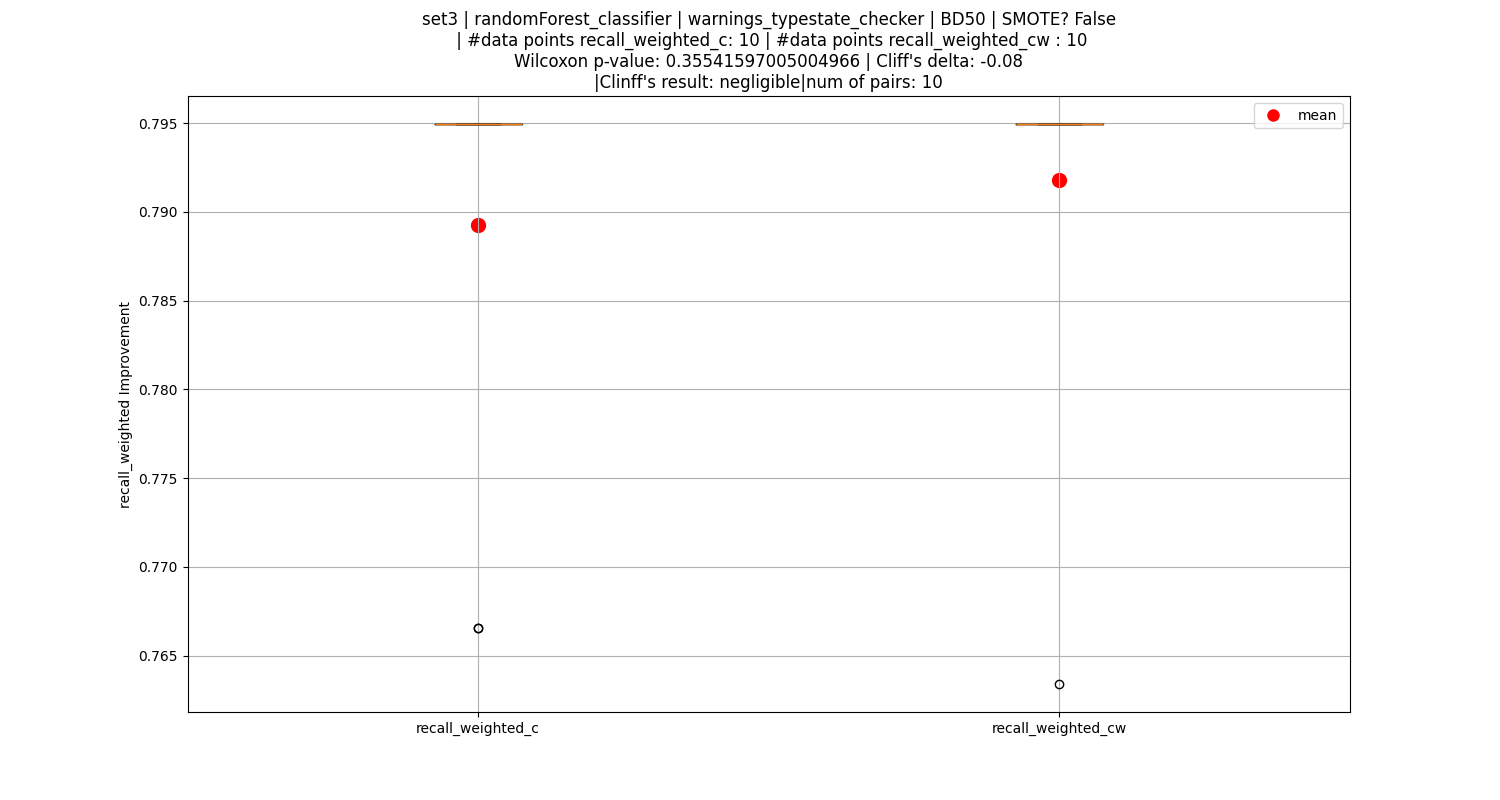 set3 | randomForest_classifier | warnings_typestate_checker | BD50 | SMOTE? False
| #data points recall_weighted_c: 10 | #data points recall_weighted_cw : 10
Wilcoxon p-value: 0.35541597005004966 | Cliff's delta: -0.08
|Clinff's result: negligible|num of pairs: 10
mean
0.795
0.790
0.785
0.780
0.775
0.770
0.765
recall_weighted Improvement
recall_weighted_c
recall_weighted_cw